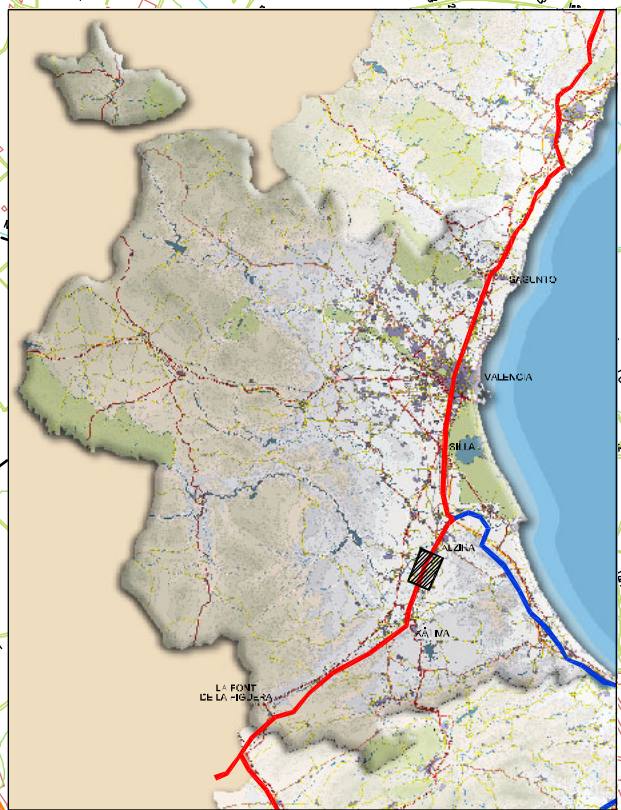 SAGUNTO
VALENCIA
SILLA
ALZIRA
XÀTIVA
LA FONT
DE LA FIGUERA